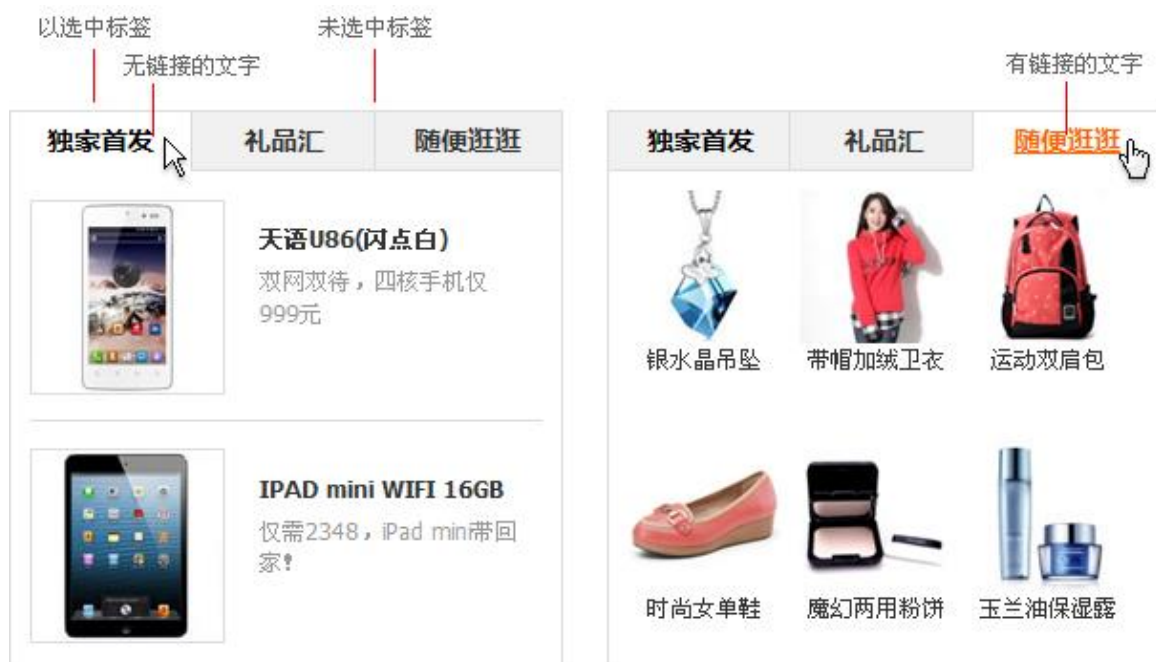 以选中标签
未选中标签
无链接的文字
有链接的文字
独家首发 礼品汇 随便逛逛
天语U86(闪点白)
双网双待，四核手机仅
999元
IPAD mini WIFI 16GB
仅需2348，iPad mini带回
家！
独家首发 礼品汇 随便逛逛
银水晶吊坠 带帽加绒卫衣 运动双肩包
时尚女单鞋 魔幻两用粉饼 玉兰油保湿露